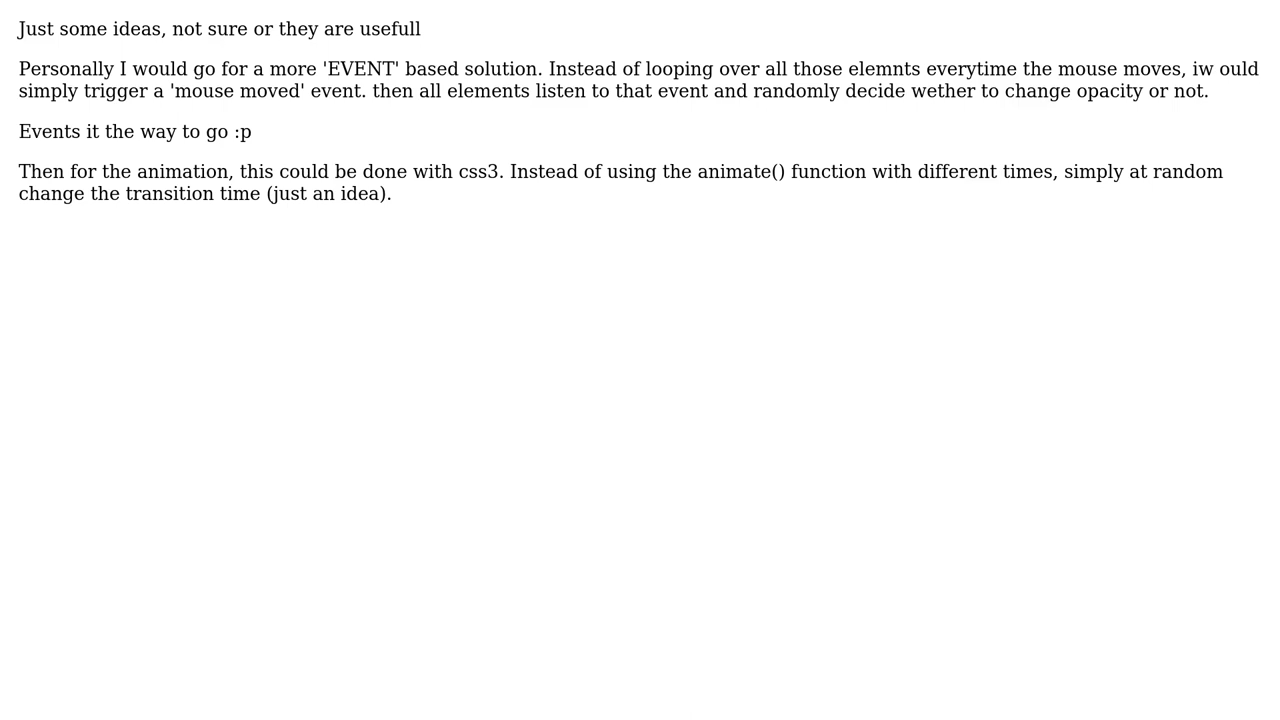 Just some ideas, not sure or they are usefull
Personally I would go for a more 'EVENT' based solution. Instead of looping over all those elemnts everytime the mouse moves, iw ould
simply trigger a 'mouse moved' event. then all elements listen to that event and randomly decide wether to change opacity or not.
Events it the way to go :p
Then for the animation, this could be done with css3. Instead of using the animate() function with different times, simply at random
change the transition time (just an idea).